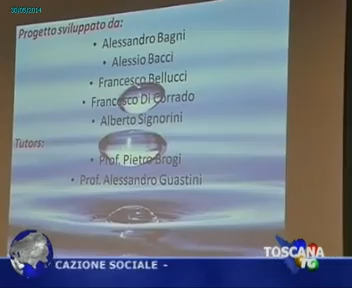 30/05/2014
Progetto sviluppato da:
• Alessandro Bagni
• Alessio Bacci
• Francesco Bellucci
• Francesco Di Corrado
• Alberto Signorini
Tutors:
• Prof. Pietro Brogi
• Prof. Alessandro Guastini
TOSCANA
TG
CAZIONE SOCIALE -